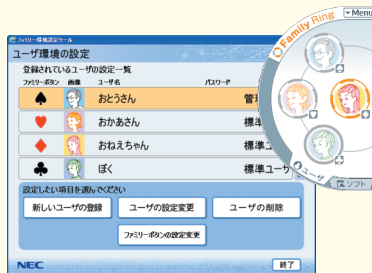 ファミリー環境設定ツール
ユーザ環境の設定
登録されているユーザの設定一覧
ファミリーボタン 画像 ユーザ名 パスワード
おとうさん 管理
おかあさん 標準
おねえちゃん 標準ユ
ぼく 標準ユーザ
設定したい項目を選んでください
新しいユーザの登録 ユーザの設定変更 ユーザの削除
ファミリーボタンの設定変更
NEC 終了
Family Ring Menu
ユーザ
ソフト